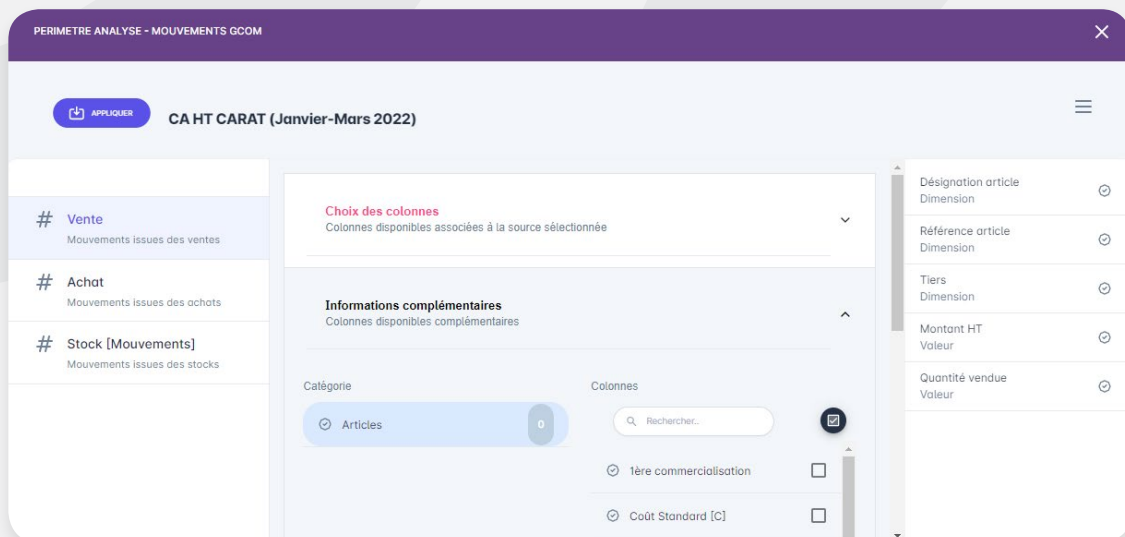 PERIMETRE ANALYSE - MOUVEMENTS GCOM
APPLIQUER
CA HT CARAT (Janvier-Mars 2022)
# Vente
Mouvements issues des ventes
# Achat
Mouvements issues des achats
# Stock [Mouvements]
Mouvements issues des stocks
Choix des colonnes
Colonnes disponibles associées à la source sélectionnée
Informations complémentaires
Colonnes disponibles complémentaires
Catégorie
Articles
0
Colonnes
Rechercher..
1ère commercialisation
Coût Standard [C]
Désignation article
Dimension
Référence article
Dimension
Tiers
Dimension
Montant HT
Valeur
Quantité vendue
Valeur